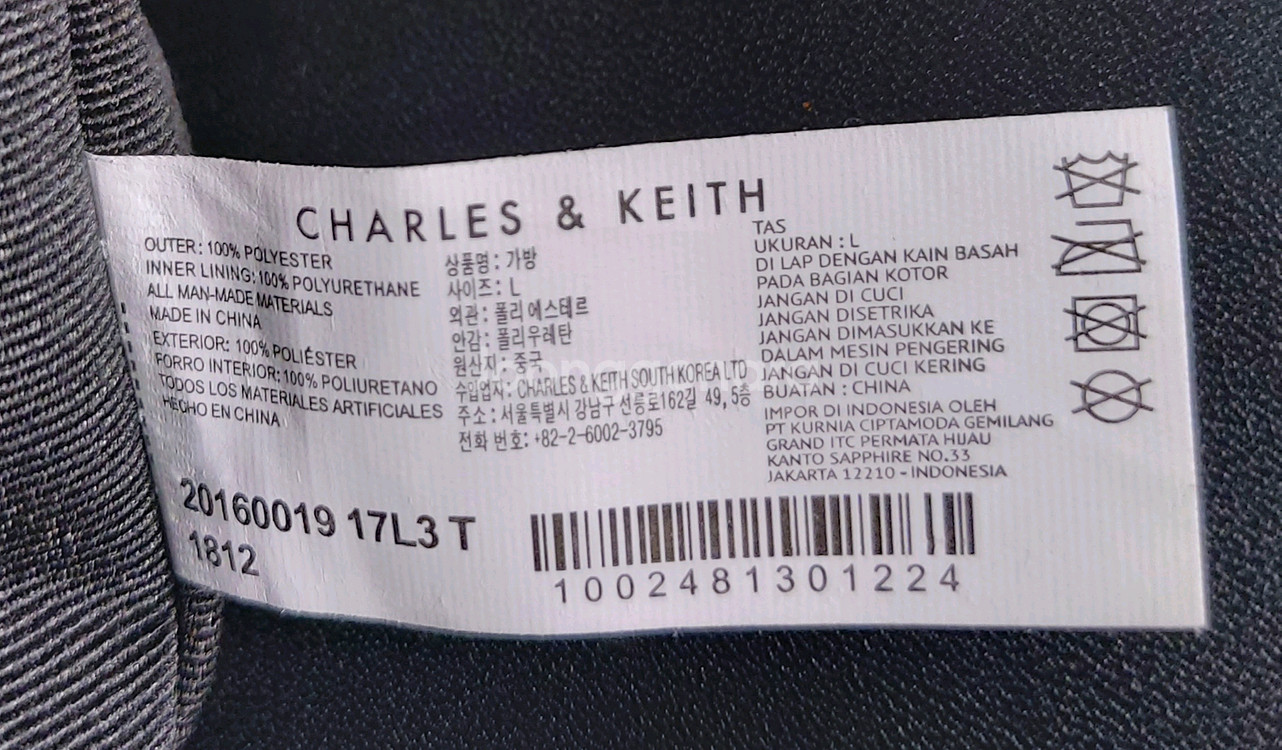 CHARLES & KEITH
OUTER: 100% POLYESTER
INNER LINING: 100% POLYURETHANE
ALL MAN-MADE MATERIALS
MADE IN CHINA
EXTERIOR: 100% POLIÉSTER
FORRO INTERIOR: 100% POLIURETANO
TODOS LOS MATERIALES ARTIFICIALES
HECHO EN CHINA
상품명 : 가방
사이즈 : L
외관 : 폴리 에스테르
안감 : 폴리우레탄
원산지 : 중국
수입업자 : CHARLES & KEITH SOUTH KOREA LTD
주소 : 서울특별시 강남구 선릉로162길 49, 5층
전화 번호 : +82-2-6002-3795
TAS
UKURAN : L
DI LAP DENGAN KAIN BASAH
PADA BAGIAN KOTOR
JANGAN DI CUCI
JANGAN DISETRIKA
JANGAN DIMASUKKAN KE
DALAM MESIN PENGERING
JANGAN DI CUCI KERING
BUATAN : CHINA
IMPOR DI INDONESIA OLEH
PT KURNIA CIPTAMODA GEMILANG
GRAND ITC PERMATA HIJAU
KANTO SAPPHIRE NO.33
JAKARTA 12210 - INDONESIA
20160019 17L3 T
1812
1002481301224